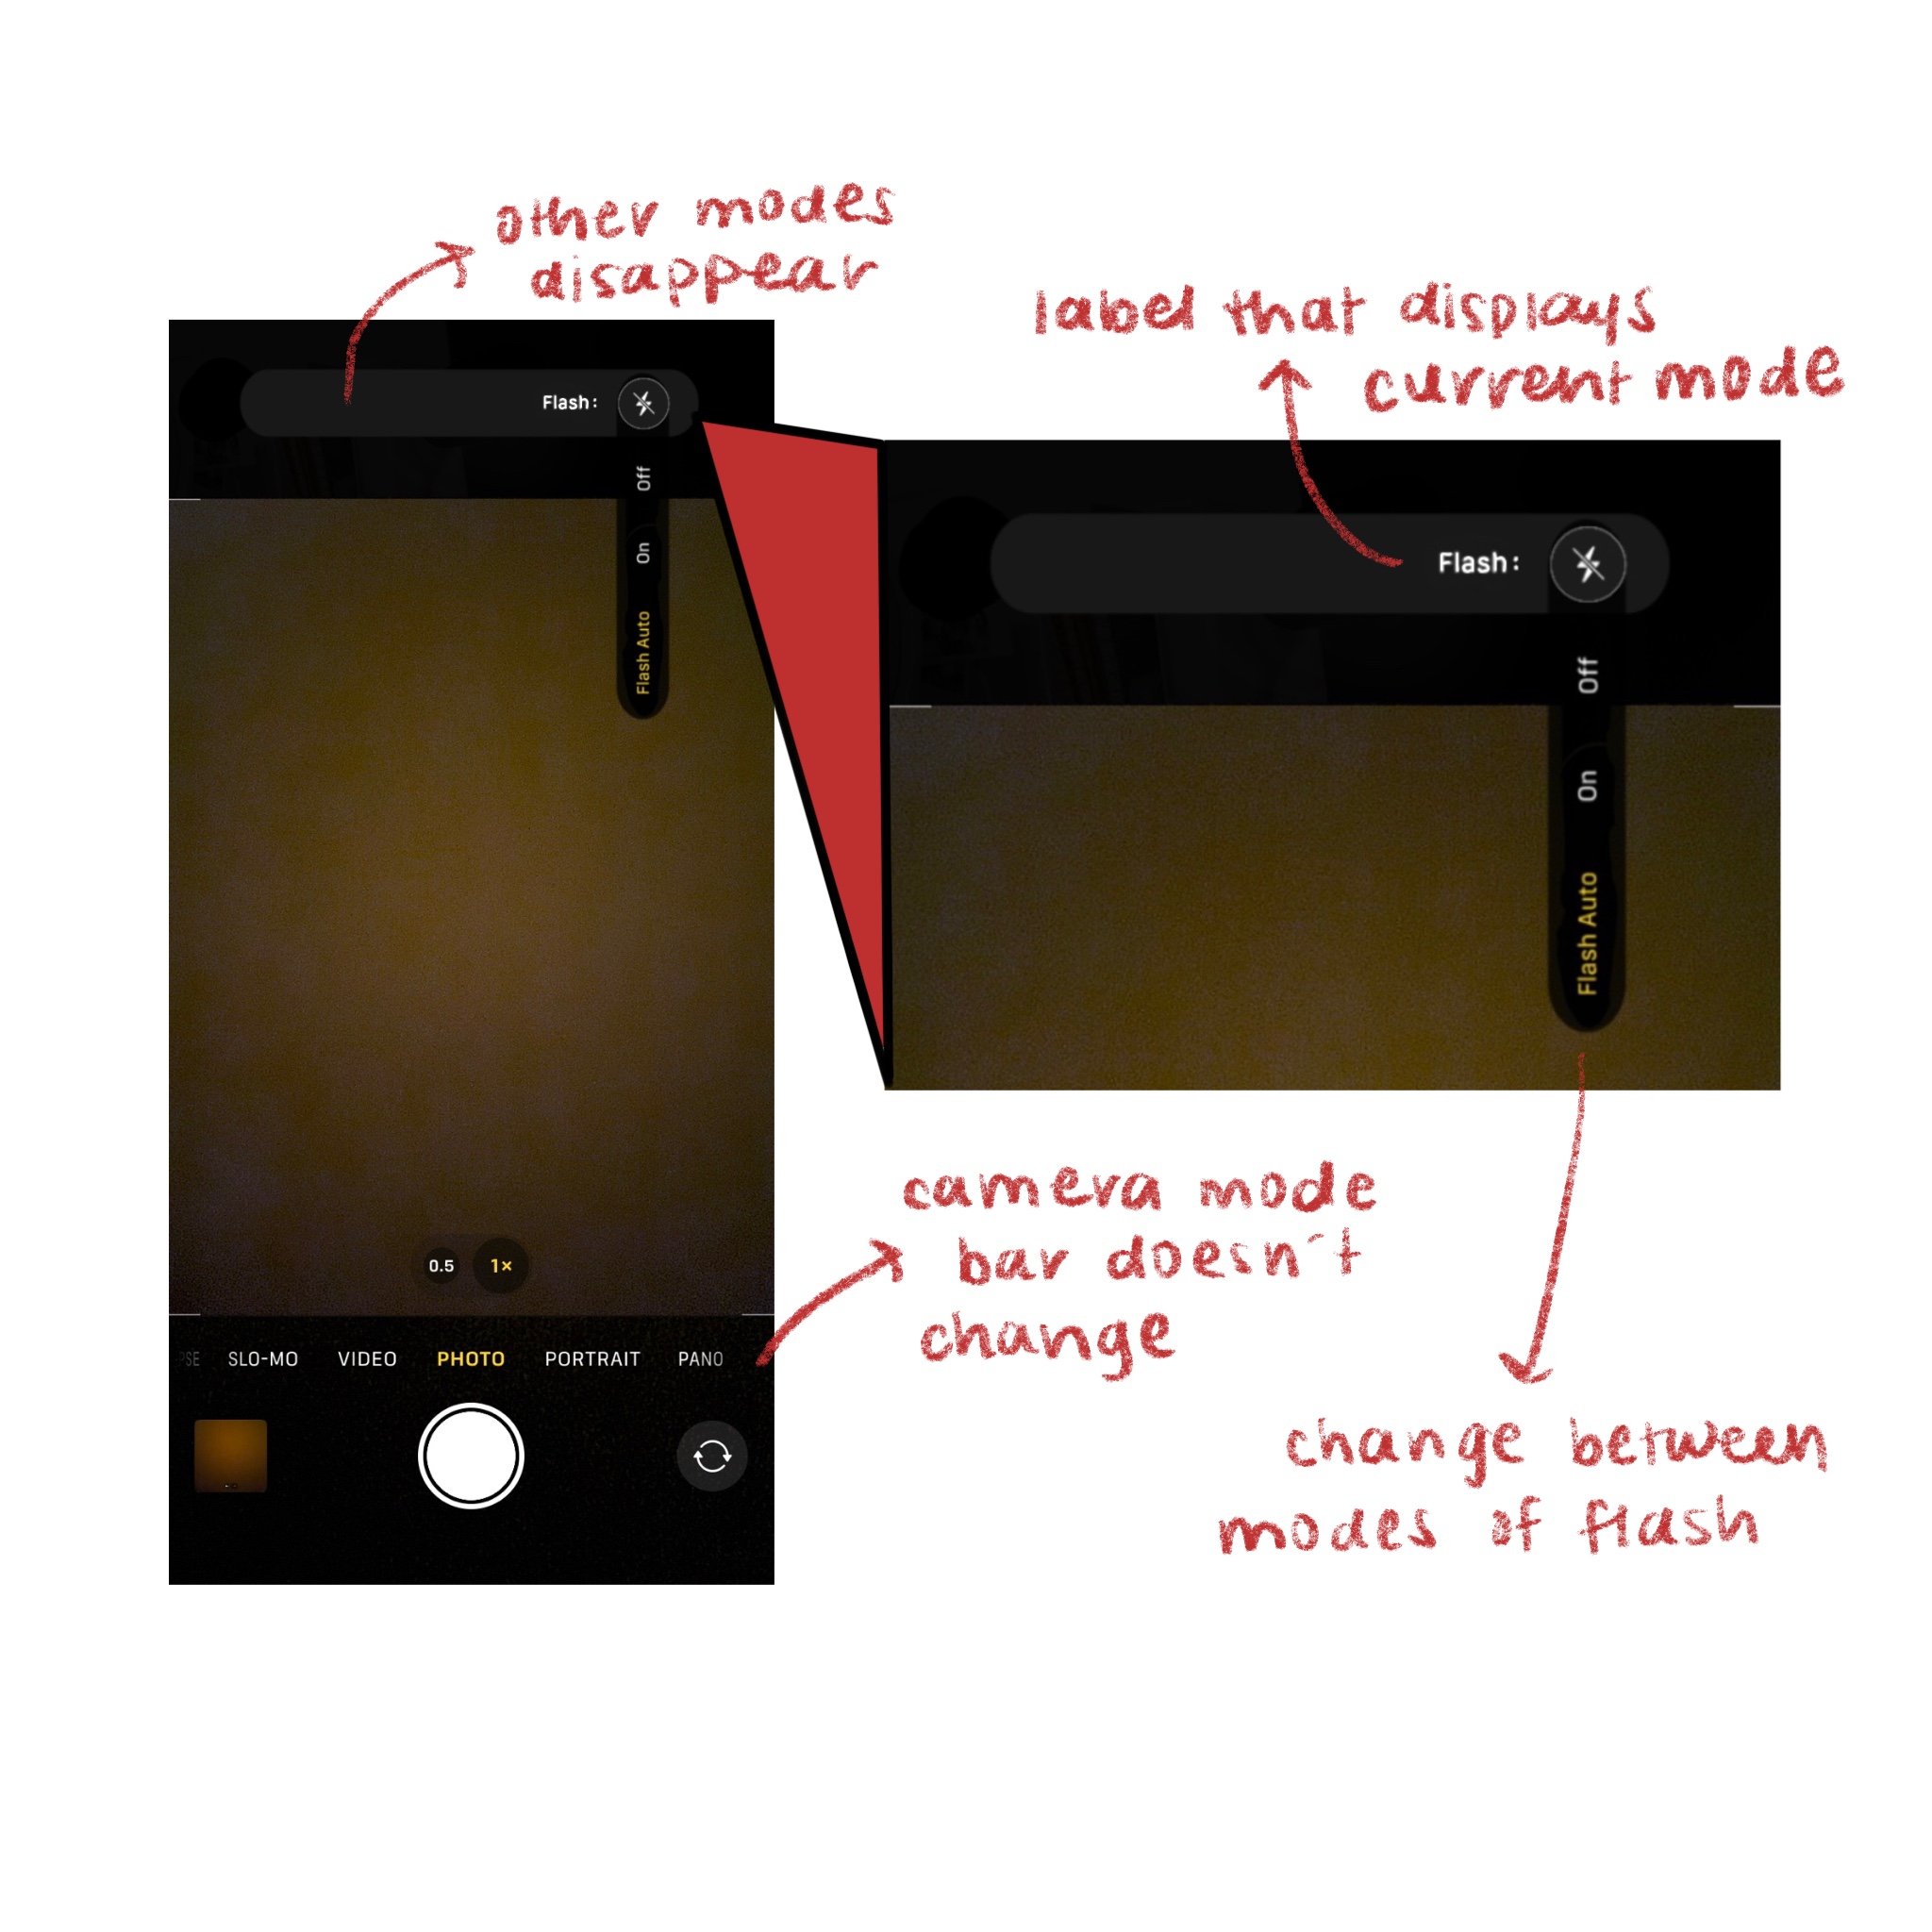 other modes
disappear
label that displays
current mode
Flash:
Off
On
Flash Auto
0.5 1×
PSE SLO-MO VIDEO PHOTO PORTRAIT PANO
Flash:
Off
On
Flash Auto
camera mode
bar doesn't
change
change between
modes of flash